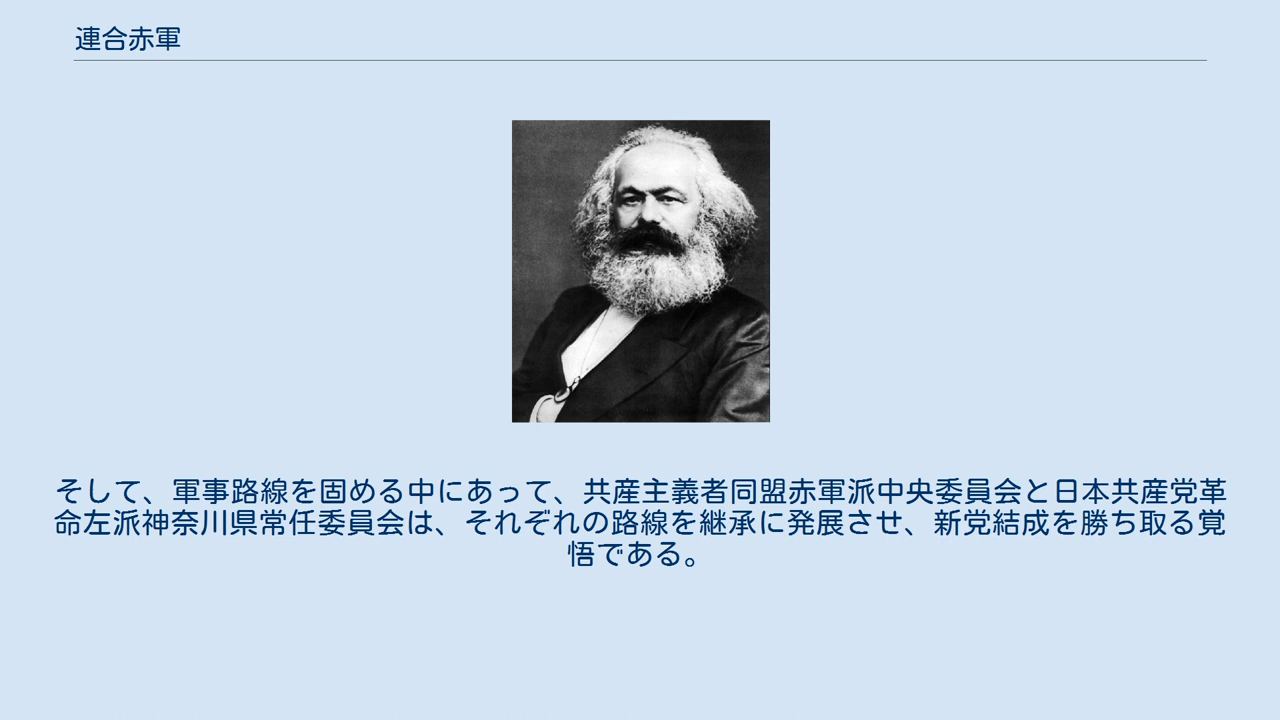 連合赤軍
そして、軍事路線を固める中にあって、共産主義者同盟赤軍派中央委員会と日本共産党革
命左派神奈川県常任委員会は、それぞれの路線を継承に発展させ、新党結成を勝ち取る覚
悟である。